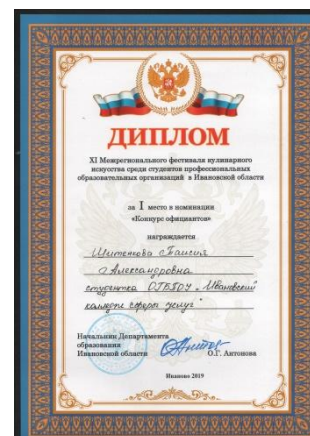 ДИПЛОМ
XI Межрегионального фестиваля кулинарного
искусства среди студентов профессиональных
образовательных организаций в Ивановской области
за I место в номинации
«Конкурс официантов»
награждается
Таисия
Александровна
студентка ОГБПОУ „Ивановский
колледж сферы услуг"
Начальник Департамента
образования
Ивановской области О.Г. Антонова
Иваново 2019